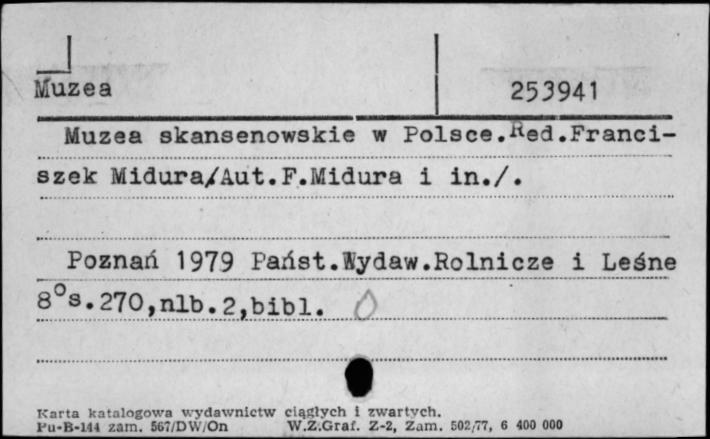 Muzea 253941
Muzea skansenowskie w Polsce.Red.Franci-
szek Midura/Aut.F.Midura i in./.
Poznań 1979 Państ.Wydaw.Rolnicze i Leśne
8°s.270,nlb.2,bibl.
Karta katalogowa wydawnictw ciągłych i zwartych.
Pu-B-144 zam. 567/DW/On W.Z.Graf. Z-2, Zam. 502/77, 6 400 000